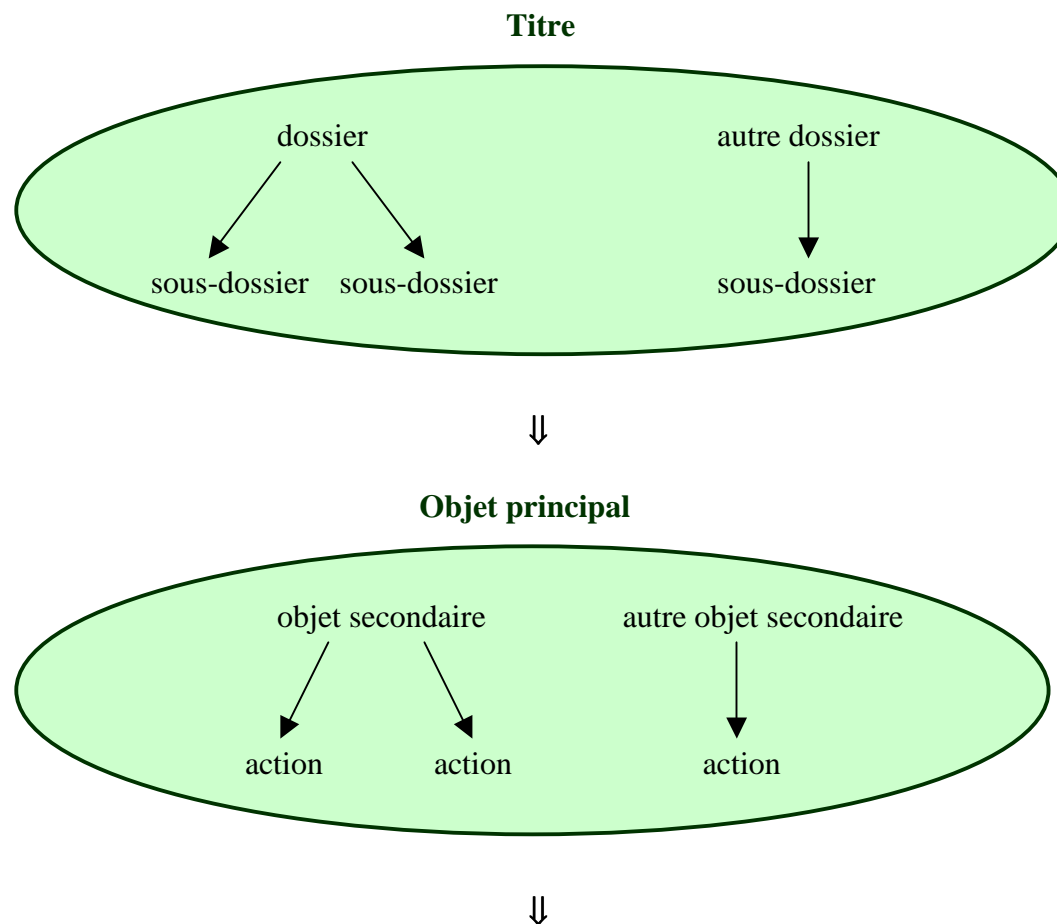 Titre
dossier autre dossier
sous-dossier sous-dossier sous-dossier
⇓
Objet principal
objet secondaire autre objet secondaire
action action action
⇓